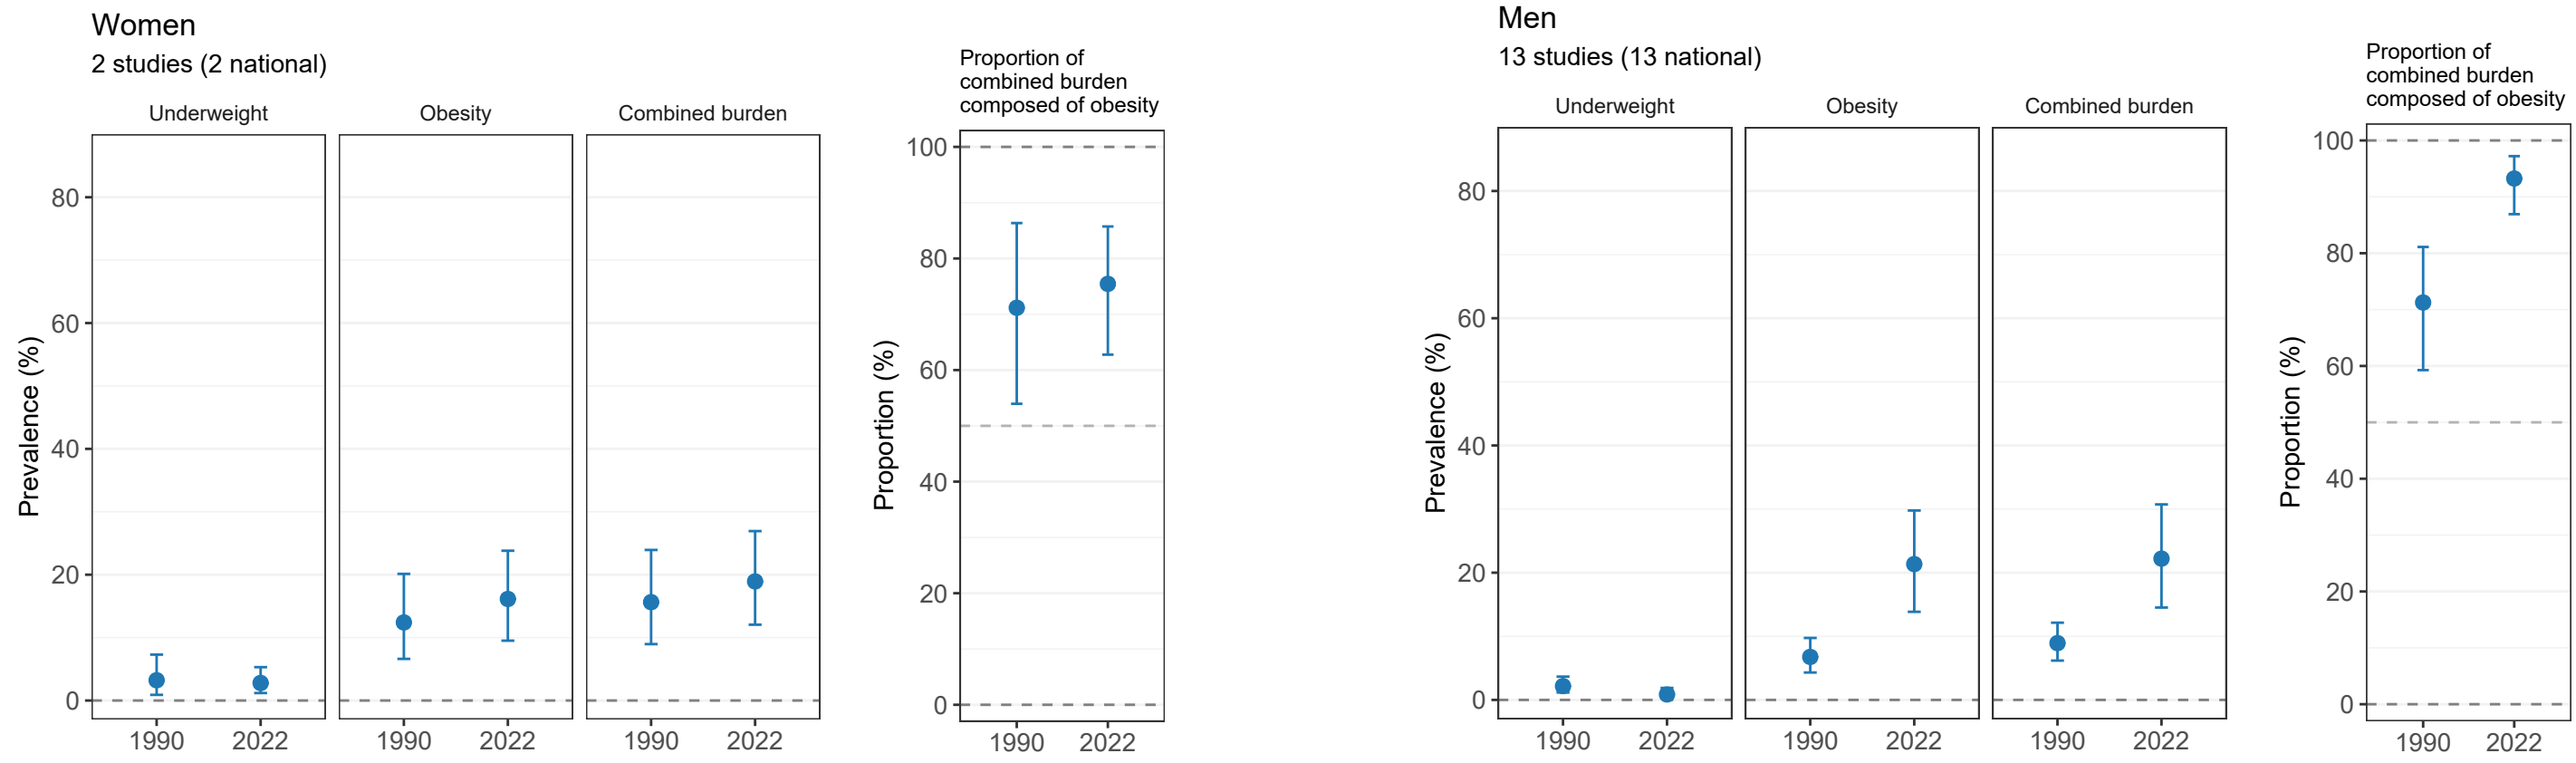 Women
2 studies (2 national)
Underweight
Obesity
Combined burden
Prevalence (%)
80
60
40
20
0
1990 2022
1990 2022
1990 2022
Proportion of
combined burden
composed of obesity
Proportion (%)
100
80
60
40
20
0
1990 2022
Men
13 studies (13 national)
Underweight
Obesity
Combined burden
Prevalence (%)
80
60
40
20
0
1990 2022
1990 2022
1990 2022
Proportion of
combined burden
composed of obesity
Proportion (%)
100
80
60
40
20
0
1990 2022